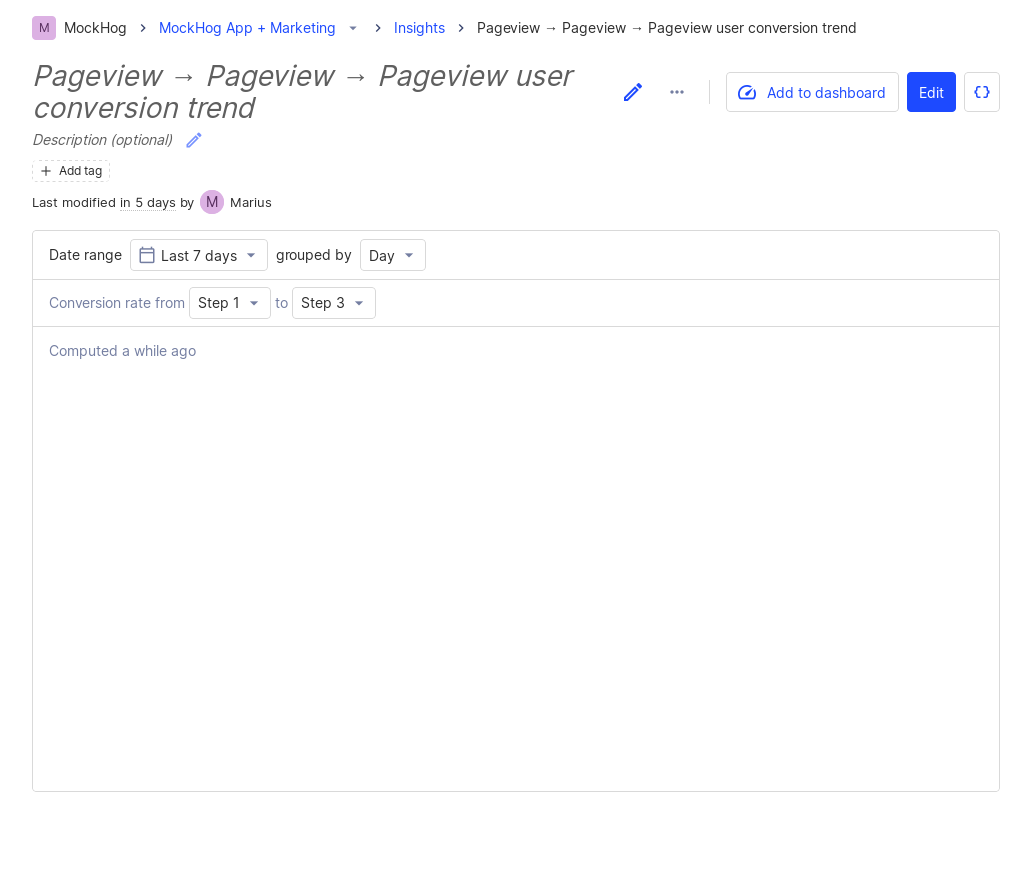 M MockHog MockHog App + Marketing Insights Pageview → Pageview → Pageview user conversion trend
Pageview → Pageview → Pageview user
conversion trend
Add to dashboard Edit {}
Description (optional)
Add tag
Last modified in 5 days by M Marius
Date range Last 7 days grouped by Day
Conversion rate from Step 1 to Step 3
Computed a while ago